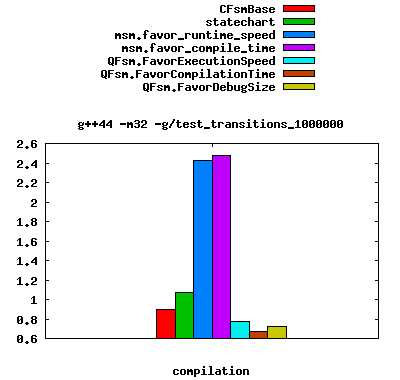 CFsmBase
statechart
msm.favor_runtime_speed
msm.favor_compile_time
QFsm.FavorExecutionSpeed
QFsm.FavorCompilationTime
QFsm.FavorDebugSize
g++44 -m32 -g/test_transitions_1000000
2.6
2.4
2.2
2
1.8
1.6
1.4
1.2
1
0.8
0.6
compilation